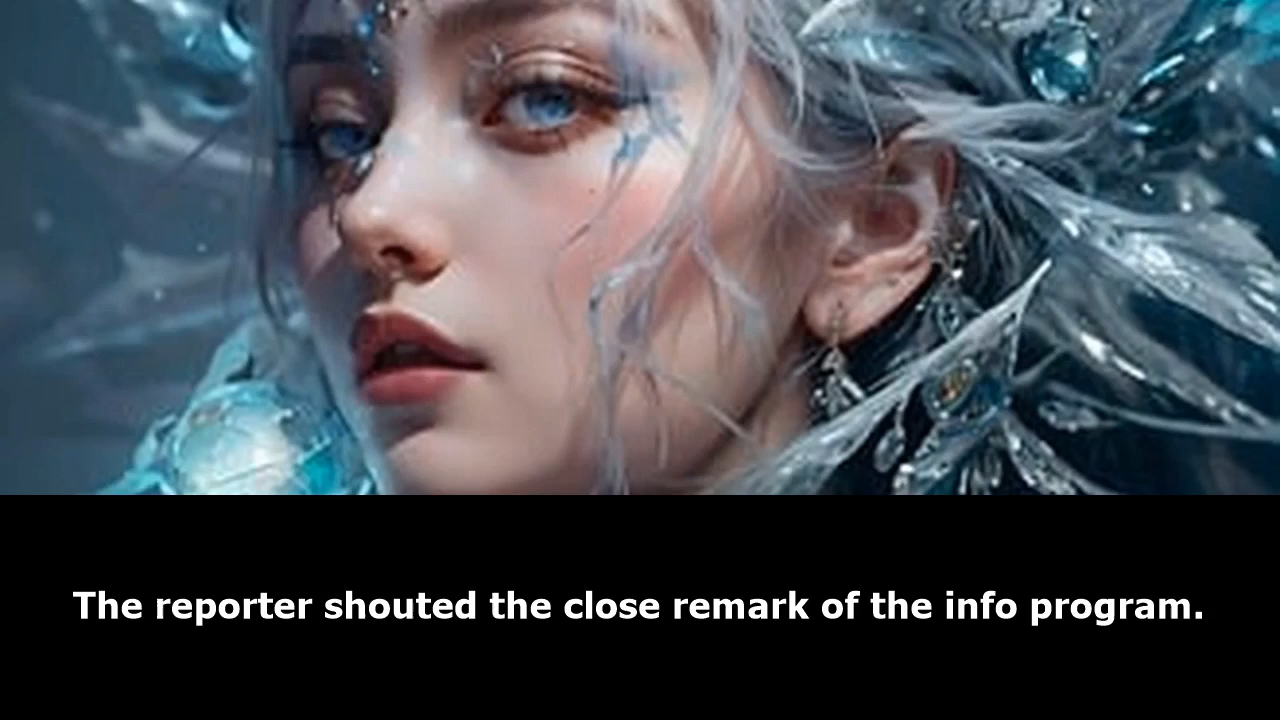 The reporter shouted the close remark of the info program.